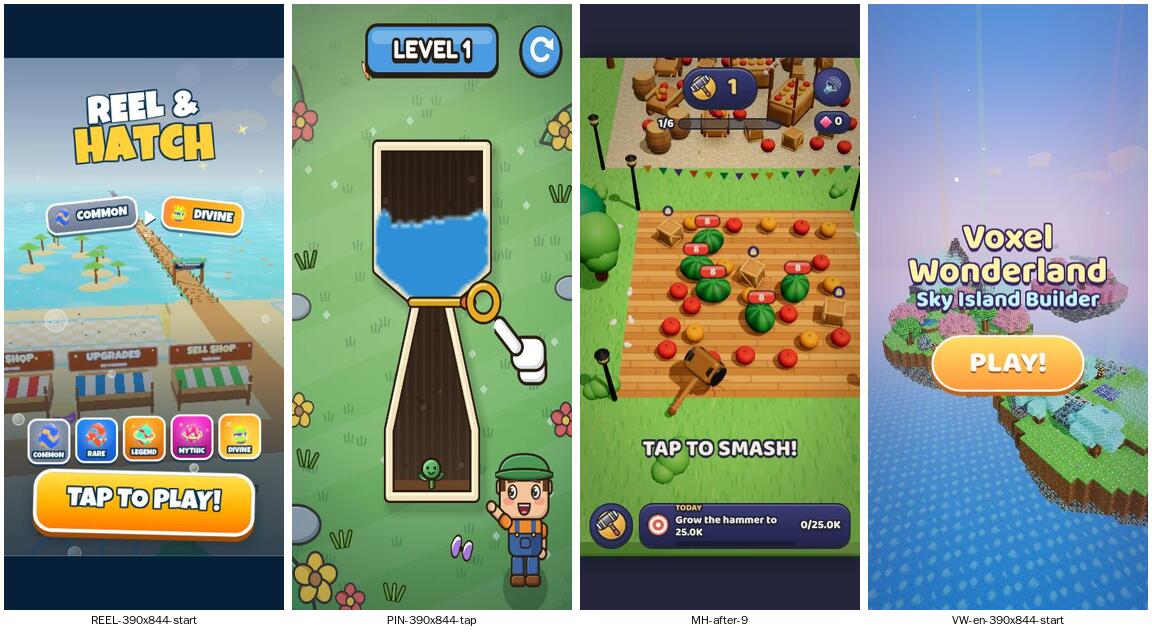 REEL &
HATCH
COMMON
DIVINE
SHOP
UPGRADES
SELL SHOP
COMMON
RARE
LEGEND
MYTHIC
DIVINE
TAP TO PLAY!
REEL-390x844-start
LEVEL 1
PIN-390x844-tap
1
1/6
0
8
8
8
8
8
TAP TO SMASH!
TODAY
Grow the hammer to
25.0K
0/25.0K
MH-after-9
Voxel
Wonderland
Sky Island Builder
PLAY!
VW-en-390x844-start